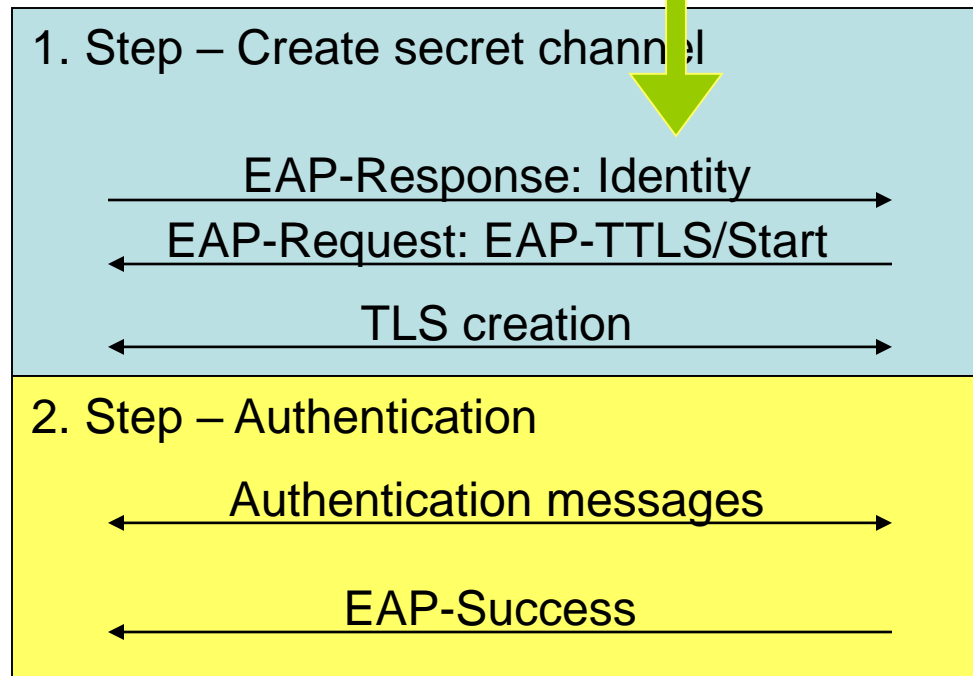 1. Step – Create secret channel
EAP-Response: Identity
EAP-Request: EAP-TTLS/Start
TLS creation
2. Step – Authentication
Authentication messages
EAP-Success